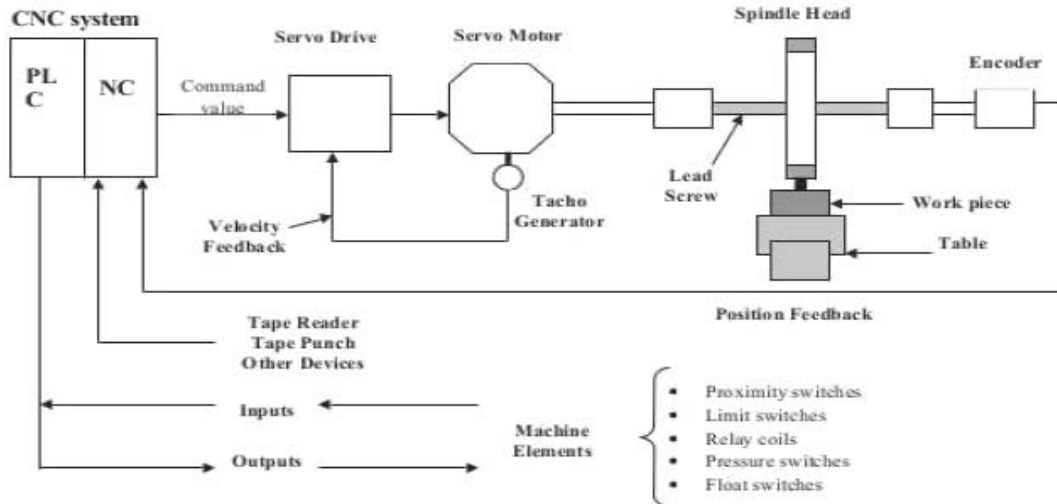 CNC system
PL
C
NC
Command
value
Servo Drive
Servo Motor
Spindle Head
Encoder
Lead
Screw
Tacho
Generator
Velocity
Feedback
Work piece
Table
Position Feedback
Tape Reader
Tape Punch
Other Devices
Inputs
Outputs
Machine
Elements
• Proximity switches
• Limit switches
• Relay coils
• Pressure switches
• Float switches